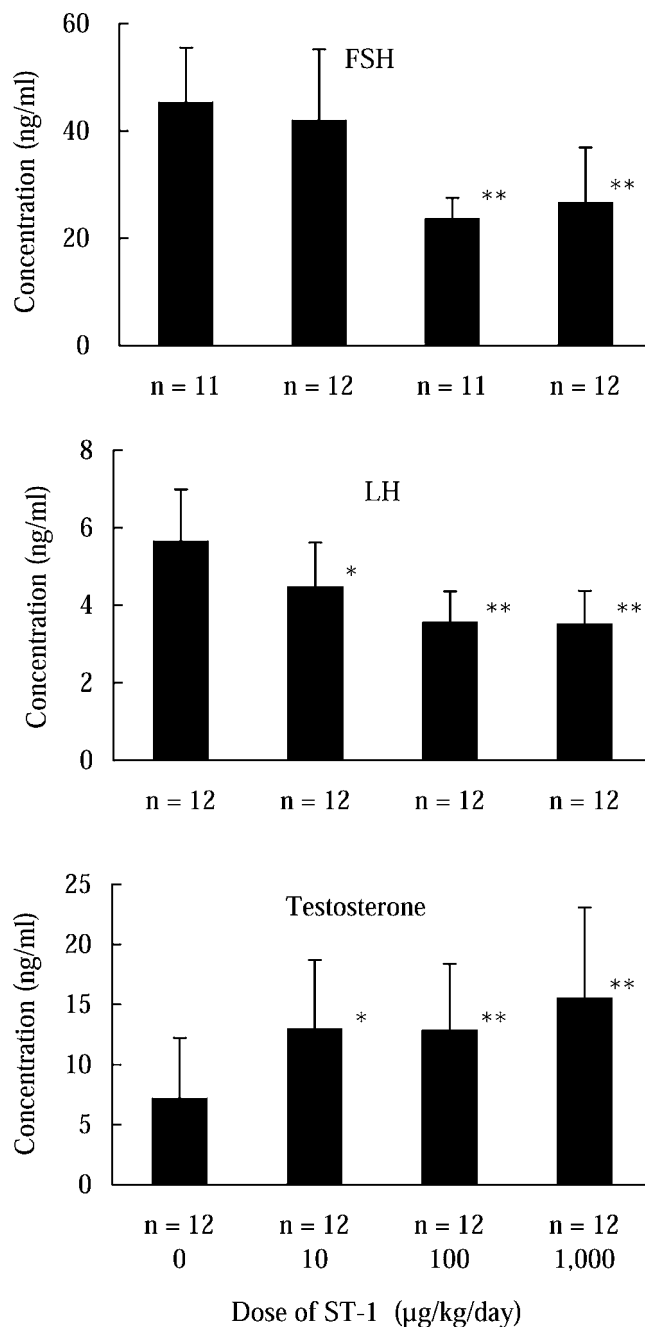 60
FSH
40
**
**
20
0
Concentration (ng/ml)
n = 11 n = 12 n = 11 n = 12
8
LH
6
*
4
** **
2
0
Concentration (ng/ml)
n = 12 n = 12 n = 12 n = 12
25
Testosterone
20
**
15
* **
10
5
0
Concentration (ng/ml)
n = 12 n = 12 n = 12 n = 12
0 10 100 1,000
Dose of ST-1 (μg/kg/day)